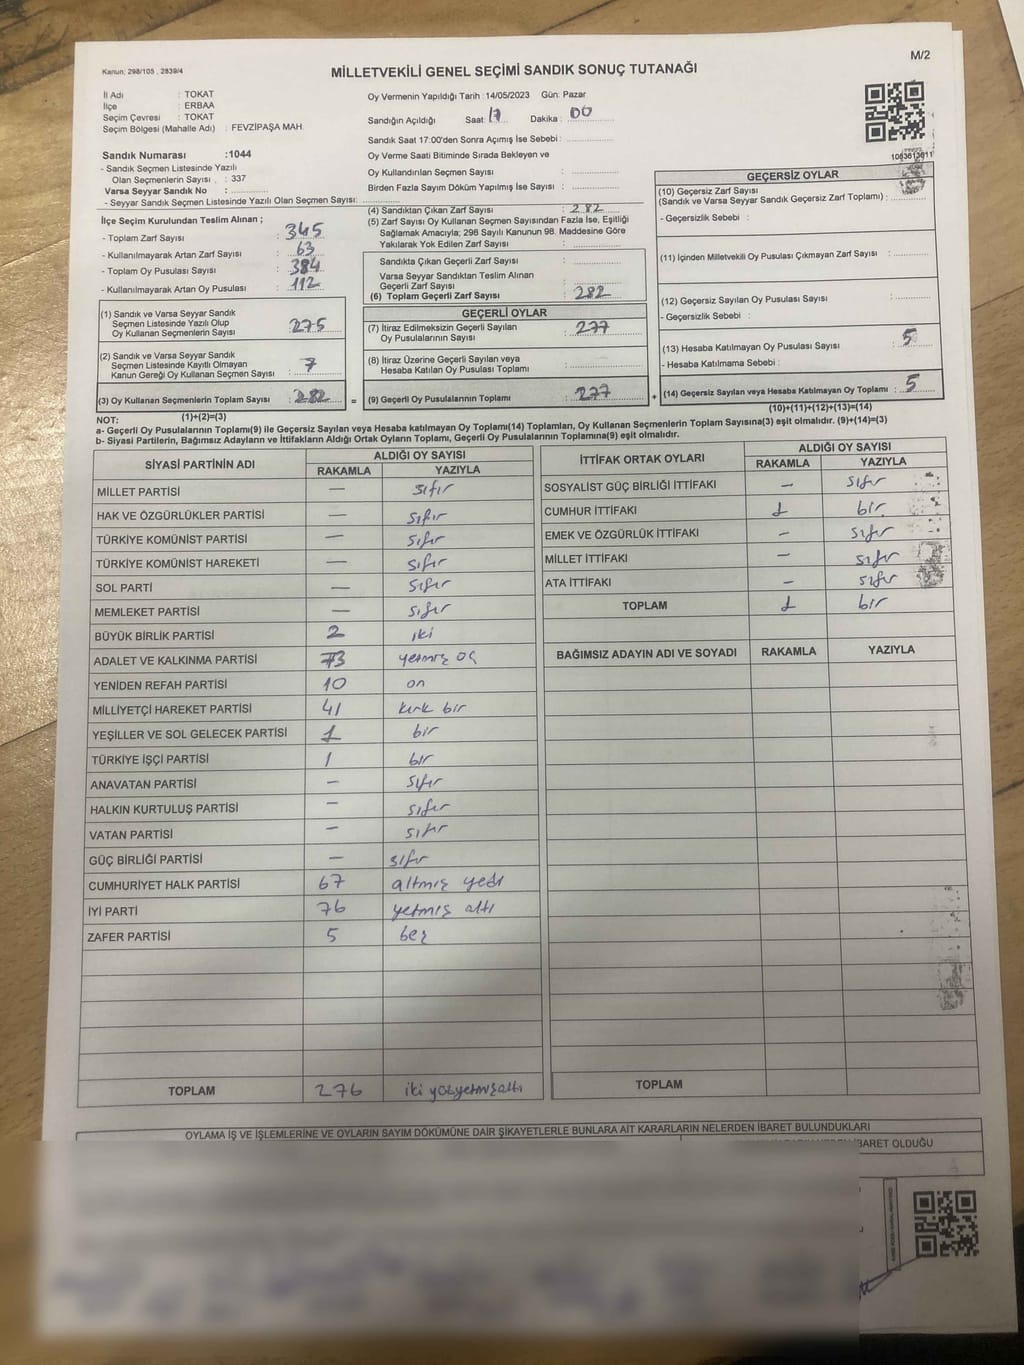 M/2
Kanun; 298/105 , 2839/4
MİLLETVEKİLİ GENEL SEÇİMİ SANDIK SONUÇ TUTANAĞI
İl Adı : TOKAT
İlçe : ERBAA
Seçim Çevresi : TOKAT
Seçim Bölgesi (Mahalle Adı) : FEVZİPAŞA MAH.
Sandık Numarası :1044
- Sandık Seçmen Listesinde Yazılı
Olan Seçmenlerin Sayısı : 337
Varsa Seyyar Sandık No :
- Seyyar Sandık Seçmen Listesinde Yazılı Olan Seçmen Sayısı:
Oy Vermenin Yapıldığı Tarih :14/05/2023 Gün: Pazar
Sandığın Açıldığı Saat: 17 Dakika : 00
Sandık Saat 17:00'den Sonra Açımış İse Sebebi :
Oy Verme Saati Bitiminde Sırada Bekleyen ve
Oy Kullandırılan Seçmen Sayısı :
Birden Fazla Sayım Döküm Yapılmış İse Sayısı :
1083613611
İlçe Seçim Kurulundan Teslim Alınan ;
- Toplam Zarf Sayısı : 345
- Kullanılmayarak Artan Zarf Sayısı : 63
- Toplam Oy Pusulası Sayısı : 384
- Kullanılmayarak Artan Oy Pusulası : 112
(1) Sandık ve Varsa Seyyar Sandık
Seçmen Listesinde Yazılı Olup
Oy Kullanan Seçmenlerin Sayısı : 275
(2) Sandık ve Varsa Seyyar Sandık
Seçmen Listesinde Kayıtlı Olmayan
Kanun Gereği Oy Kullanan Seçmen Sayısı : 7
(3) Oy Kullanan Seçmenlerin Toplam Sayısı : 282
(4) Sandıktan Çıkan Zarf Sayısı : 282
(5) Zarf Sayısı Oy Kullanan Seçmen Sayısından Fazla İse, Eşitliği
Sağlamak Amacıyla; 298 Sayılı Kanunun 98. Maddesine Göre
Yakılarak Yok Edilen Zarf Sayısı :
Sandıkta Çıkan Geçerli Zarf Sayısı :
Varsa Seyyar Sandıktan Teslim Alınan
Geçerli Zarf Sayısı :
(6) Toplam Geçerli Zarf Sayısı : 282
GEÇERLİ OYLAR
(7) İtiraz Edilmeksizin Geçerli Sayılan
Oy Pusulalarının Sayısı : 277
(8) İtiraz Üzerine Geçerli Sayılan veya
Hesaba Katılan Oy Pusulası Toplamı :
= (9) Geçerli Oy Pusulalarının Toplamı : 277
GEÇERSİZ OYLAR
(10) Geçersiz Zarf Sayısı
(Sandık ve Varsa Seyyar Sandık Geçersiz Zarf Toplamı) :
- Geçersizlik Sebebi :
(11) İçinden Milletvekili Oy Pusulası Çıkmayan Zarf Sayısı :
(12) Geçersiz Sayılan Oy Pusulası Sayısı :
- Geçersizlik Sebebi :
(13) Hesaba Katılmayan Oy Pusulası Sayısı : 5
- Hesaba Katılmama Sebebi :
+ (14) Geçersiz Sayılan veya Hesaba Katılmayan Oy Toplamı : 5
(1)+(2)=(3)
(10)+(11)+(12)+(13)=(14)
NOT:
a- Geçerli Oy Pusulalarının Toplamı(9) ile Geçersiz Sayılan veya Hesaba katılmayan Oy Toplamı(14) Toplamları, Oy Kullanan Seçmenlerin Toplam Sayısına(3) eşit olmalıdır. (9)+(14)=(3)
b- Siyasi Partilerin, Bağımsız Adayların ve İttifakların Aldığı Ortak Oyların Toplamı, Geçerli Oy Pusulalarının Toplamına(9) eşit olmalıdır.
SİYASİ PARTİNİN ADI
ALDIĞI OY SAYISI
RAKAMLA YAZIYLA
MİLLET PARTİSİ — sıfır
HAK VE ÖZGÜRLÜKLER PARTİSİ — sıfır
TÜRKİYE KOMÜNİST PARTİSİ — sıfır
TÜRKİYE KOMÜNİST HAREKETİ — sıfır
SOL PARTİ — sıfır
MEMLEKET PARTİSİ — sıfır
BÜYÜK BİRLİK PARTİSİ 2 iki
ADALET VE KALKINMA PARTİSİ 73 yetmiş üç
YENİDEN REFAH PARTİSİ 10 on
MİLLİYETÇİ HAREKET PARTİSİ 41 kırk bir
YEŞİLLER VE SOL GELECEK PARTİSİ 1 bir
TÜRKİYE İŞÇİ PARTİSİ 1 bir
ANAVATAN PARTİSİ — sıfır
HALKIN KURTULUŞ PARTİSİ — sıfır
VATAN PARTİSİ — sıfır
GÜÇ BİRLİĞİ PARTİSİ — sıfır
CUMHURİYET HALK PARTİSİ 67 altmış yedi
İYİ PARTİ 76 yetmiş altı
ZAFER PARTİSİ 5 beş
TOPLAM 276 iki yüz yetmiş altı
İTTİFAK ORTAK OYLARI
ALDIĞI OY SAYISI
RAKAMLA YAZIYLA
SOSYALİST GÜÇ BİRLİĞİ İTTİFAKI — sıfır
CUMHUR İTTİFAKI 1 bir
EMEK VE ÖZGÜRLÜK İTTİFAKI — sıfır
MİLLET İTTİFAKI — sıfır
ATA İTTİFAKI — sıfır
TOPLAM 1 bir
BAĞIMSIZ ADAYIN ADI VE SOYADI RAKAMLA YAZIYLA
TOPLAM
OYLAMA İŞ VE İŞLEMLERİNE VE OYLARIN SAYIM DÖKÜMÜNE DAİR ŞİKAYETLERLE BUNLARA AİT KARARLARIN NELERDEN İBARET BULUNDUKLARI
İBARET OLDUĞU